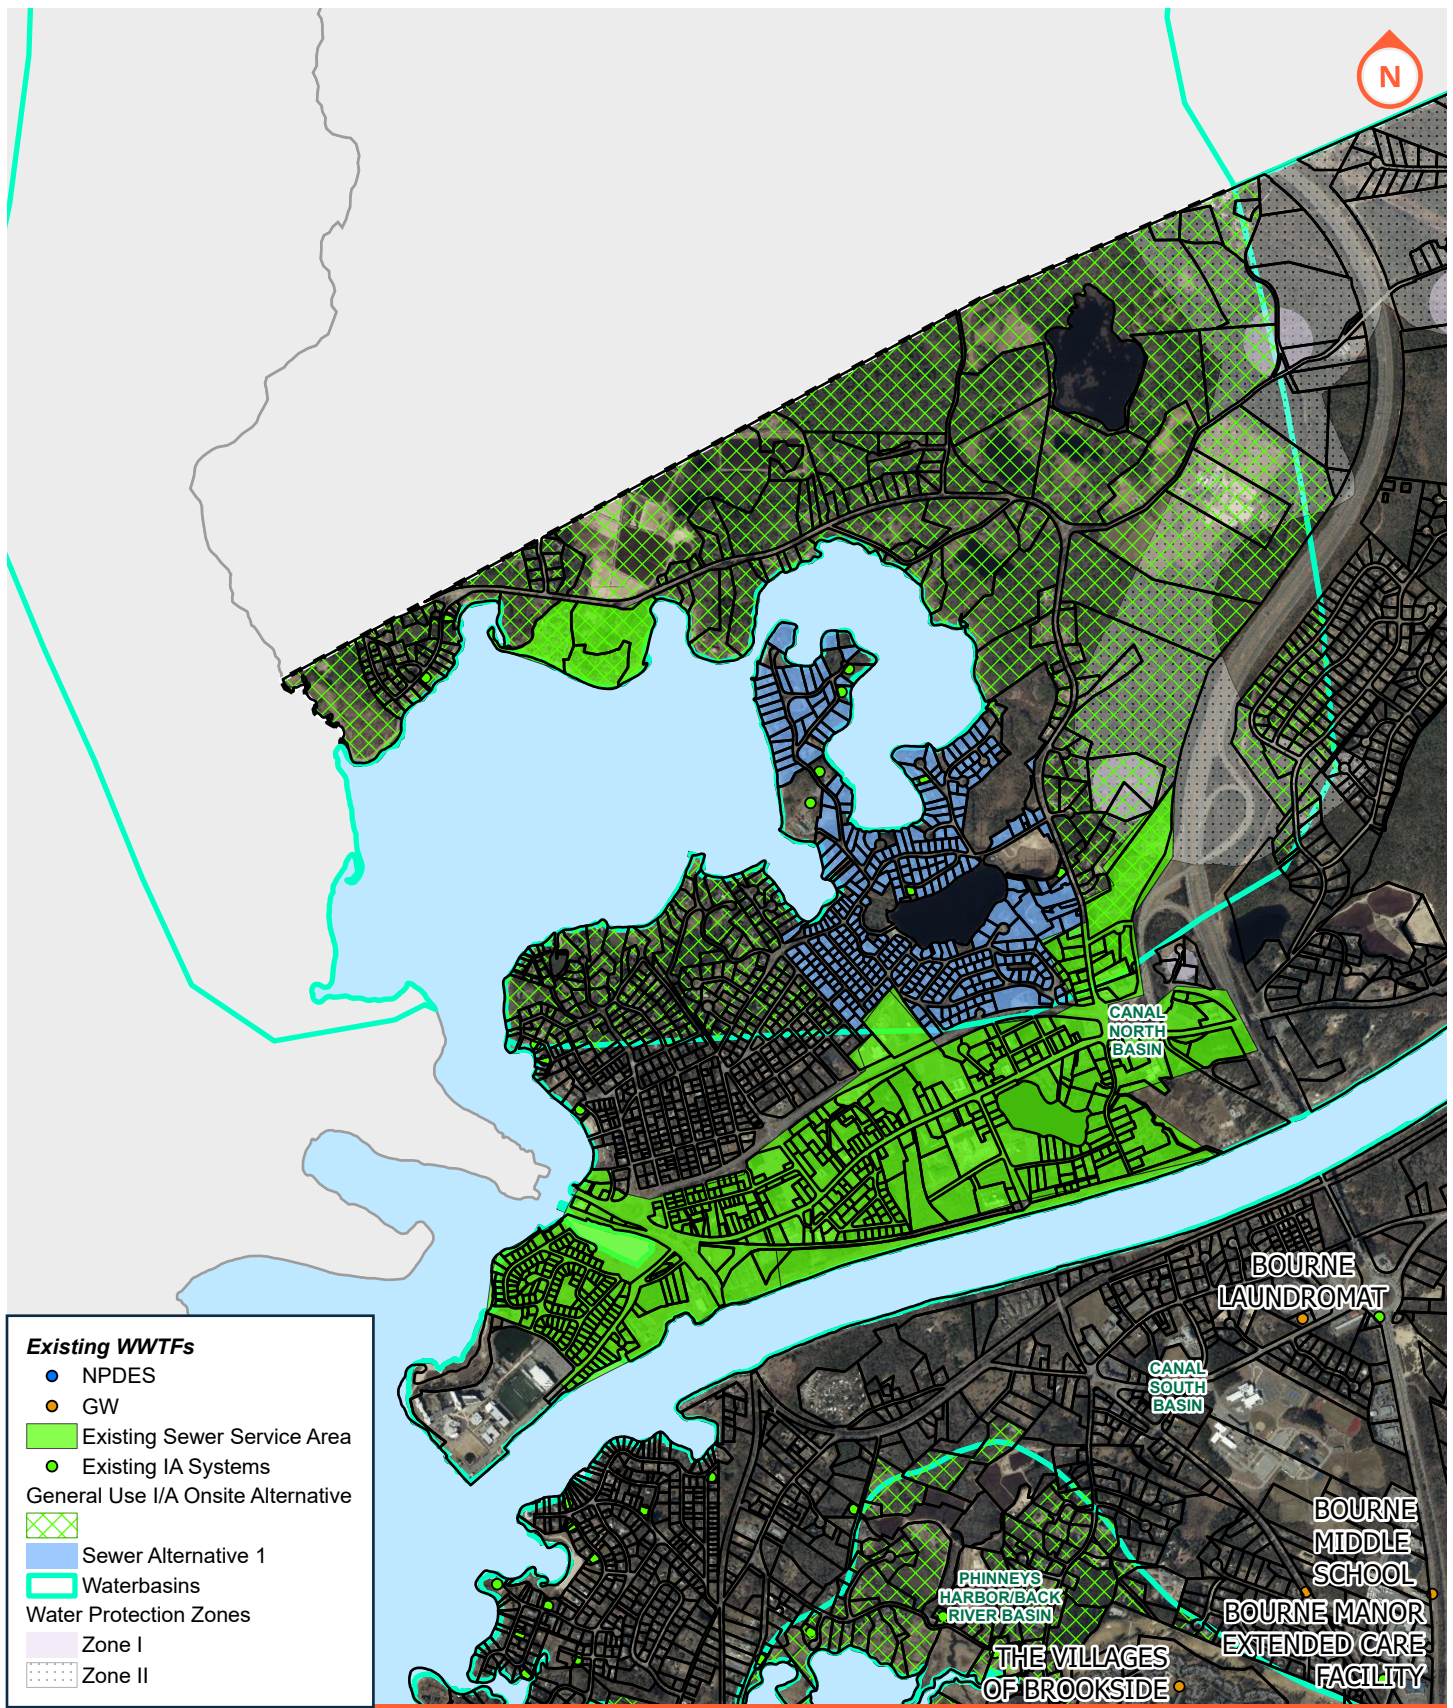 N
CANAL
NORTH
BASIN
BOURNE
LAUNDROMAT
CANAL
SOUTH
BASIN
BOURNE
MIDDLE
SCHOOL
PHINNEYS
HARBOR/BACK
RIVER BASIN
BOURNE MANOR
EXTENDED CARE
FACILITY
THE VILLAGES
OF BROOKSIDE
Existing WWTFs
NPDES
GW
Existing Sewer Service Area
Existing IA Systems
General Use I/A Onsite Alternative
Sewer Alternative 1
Waterbasins
Water Protection Zones
Zone I
Zone II